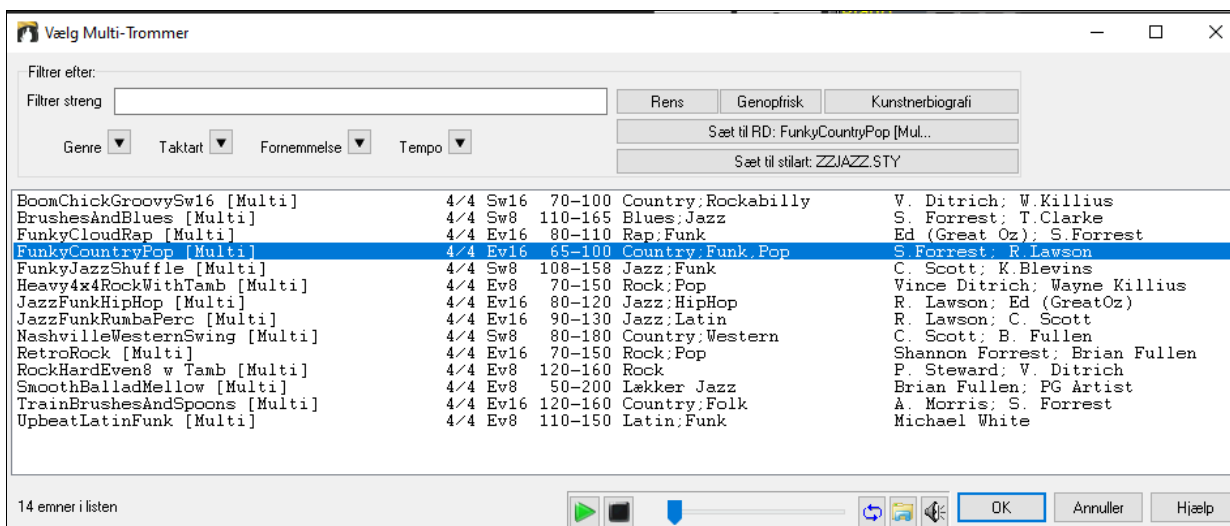 Vælg Multi-Trommer
Filtrer efter:
Filtrer streng Rens Genopfrisk Kunstnerbiografi
Genre Taktart Fornemmelse Tempo Sæt til RD: FunkyCountryPop [Mul...
Sæt til stilart: ZZJAZZ.STY
BoomChickGroovySw16 [Multi] 4/4 Sw16 70-100 Country;Rockabilly V. Ditrich; W.Killius
BrushesAndBlues [Multi] 4/4 Sw8 110-165 Blues;Jazz S. Forrest; T.Clarke
FunkyCloudRap [Multi] 4/4 Ev16 80-110 Rap;Funk Ed (Great Oz); S.Forrest
FunkyCountryPop [Multi] 4/4 Ev16 65-100 Country;Funk,Pop S.Forrest; R.Lawson
FunkyJazzShuffle [Multi] 4/4 Sw8 108-158 Jazz;Funk C. Scott; K.Blevins
Heavy4x4RockWithTamb [Multi] 4/4 Ev8 70-150 Rock;Pop Vince Ditrich; Wayne Killius
JazzFunkHipHop [Multi] 4/4 Ev16 80-120 Jazz;HipHop R. Lawson; Ed (GreatOz)
JazzFunkRumbaPerc [Multi] 4/4 Ev16 90-130 Jazz;Latin R. Lawson; C. Scott
NashvilleWesternSwing [Multi] 4/4 Sw8 80-180 Country;Western C. Scott; B. Fullen
RetroRock [Multi] 4/4 Ev16 70-150 Rock;Pop Shannon Forrest; Brian Fullen
RockHardEven8 w Tamb [Multi] 4/4 Ev8 120-160 Rock P. Steward; V. Ditrich
SmoothBalladMellow [Multi] 4/4 Ev8 50-200 Lækker Jazz Brian Fullen; PG Artist
TrainBrushesAndSpoons [Multi] 4/4 Ev16 120-160 Country;Folk A. Morris; S. Forrest
UpbeatLatinFunk [Multi] 4/4 Ev8 110-150 Latin;Funk Michael White
14 emner i listen OK Annuller Hjælp